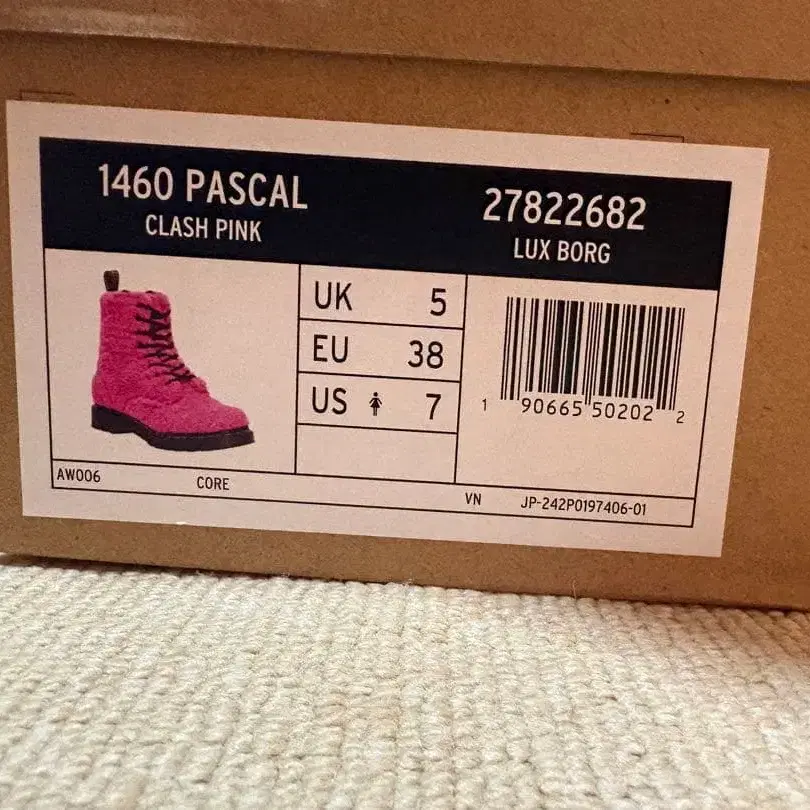 1460 PASCAL
CLASH PINK
27822682
LUX BORG
UK 5
EU 38
US 7
1 90665 50202 2
AW006 CORE VN JP-242P0197406-01